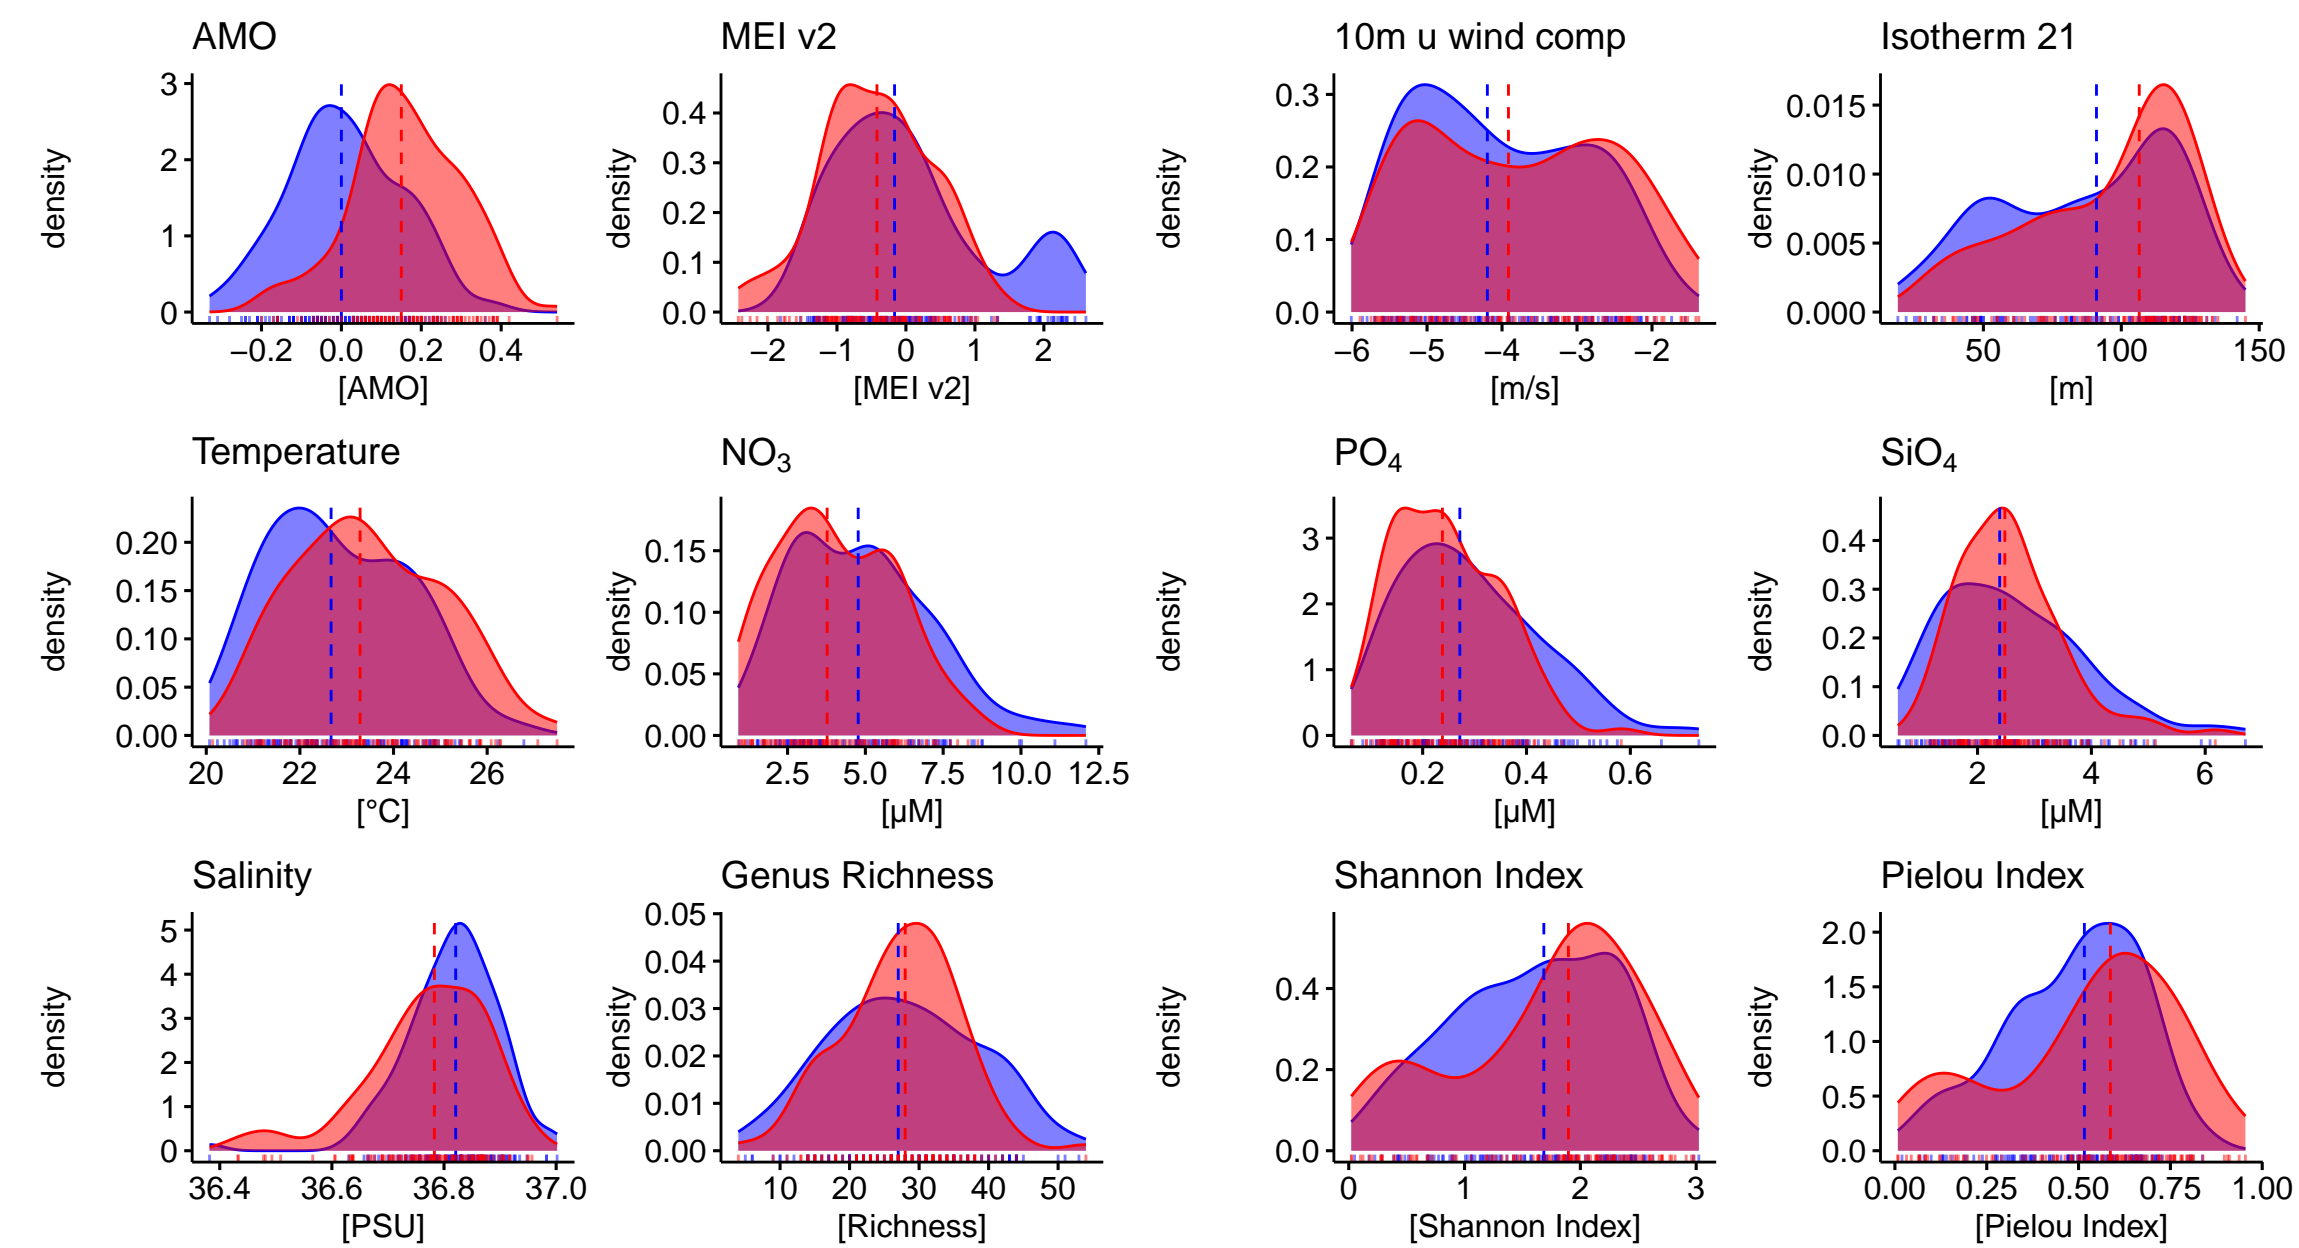 AMO
density
3
2
1
0
−0.2 0.0 0.2 0.4
[AMO]
MEI v2
density
0.4
0.3
0.2
0.1
0.0
−2 −1 0 1 2
[MEI v2]
10m u wind comp
density
0.3
0.2
0.1
0.0
−6 −5 −4 −3 −2
[m/s]
Isotherm 21
density
0.015
0.010
0.005
0.000
50 100 150
[m]
Temperature
density
0.20
0.15
0.10
0.05
0.00
20 22 24 26
[°C]
NO₃
density
0.15
0.10
0.05
0.00
2.5 5.0 7.5 10.0 12.5
[µM]
PO₄
density
3
2
1
0
0.2 0.4 0.6
[µM]
SiO₄
density
0.4
0.3
0.2
0.1
0.0
2 4 6
[µM]
Salinity
density
5
4
3
2
1
0
36.4 36.6 36.8 37.0
[PSU]
Genus Richness
density
0.05
0.04
0.03
0.02
0.01
0.00
10 20 30 40 50
[Richness]
Shannon Index
density
0.4
0.2
0.0
0 1 2 3
[Shannon Index]
Pielou Index
density
2.0
1.5
1.0
0.5
0.0
0.00 0.25 0.50 0.75 1.00
[Pielou Index]